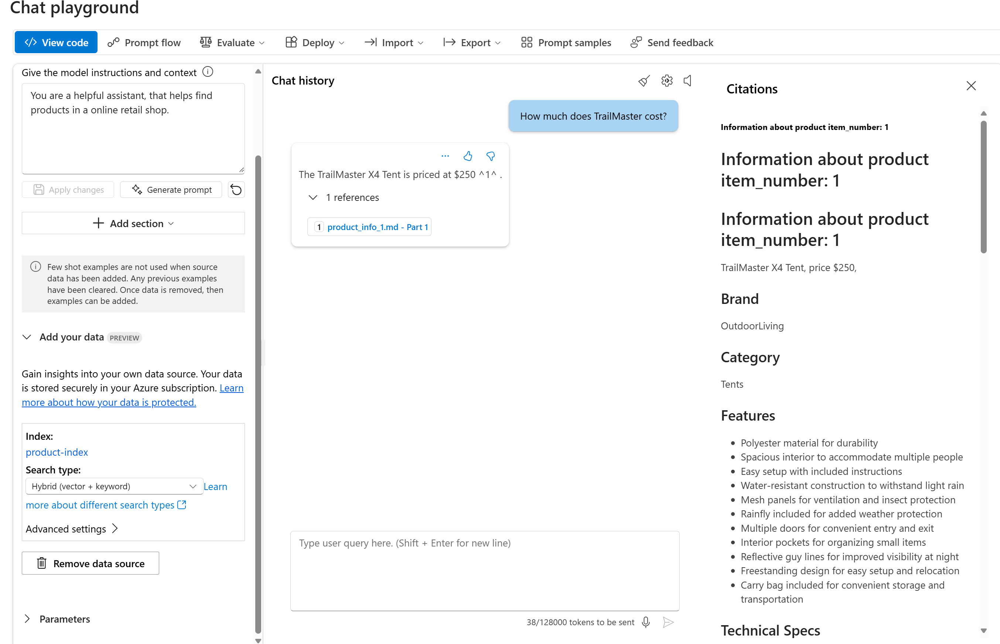 Chat playground
View code
Prompt flow
Evaluate
Deploy
Import
Export
Prompt samples
Send feedback
Give the model instructions and context
You are a helpful assistant, that helps find
products in a online retail shop.
Apply changes
Generate prompt
Add section
Few shot examples are not used when source
data has been added. Any previous examples
have been cleared. Once data is removed, then
examples can be added.
Add your data PREVIEW
Gain insights into your own data source. Your data
is stored securely in your Azure subscription. Learn
more about how your data is protected.
Index:
product-index
Search type:
Hybrid (vector + keyword) Learn
more about different search types
Advanced settings
Remove data source
Parameters
Chat history
How much does TrailMaster cost?
The TrailMaster X4 Tent is priced at $250 ^1^ .
1 references
1 product_info_1.md - Part 1
Type user query here. (Shift + Enter for new line)
38/128000 tokens to be sent
Citations
Information about product item_number: 1
Information about product
item_number: 1
Information about product
item_number: 1
TrailMaster X4 Tent, price $250,
Brand
OutdoorLiving
Category
Tents
Features
• Polyester material for durability
• Spacious interior to accommodate multiple people
• Easy setup with included instructions
• Water-resistant construction to withstand light rain
• Mesh panels for ventilation and insect protection
• Rainfly included for added weather protection
• Multiple doors for convenient entry and exit
• Interior pockets for organizing small items
• Reflective guy lines for improved visibility at night
• Freestanding design for easy setup and relocation
• Carry bag included for convenient storage and
transportation
Technical Specs